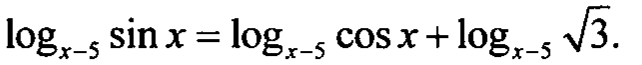 log_{x-5} sin x = log_{x-5} cos x + log_{x-5} √3.